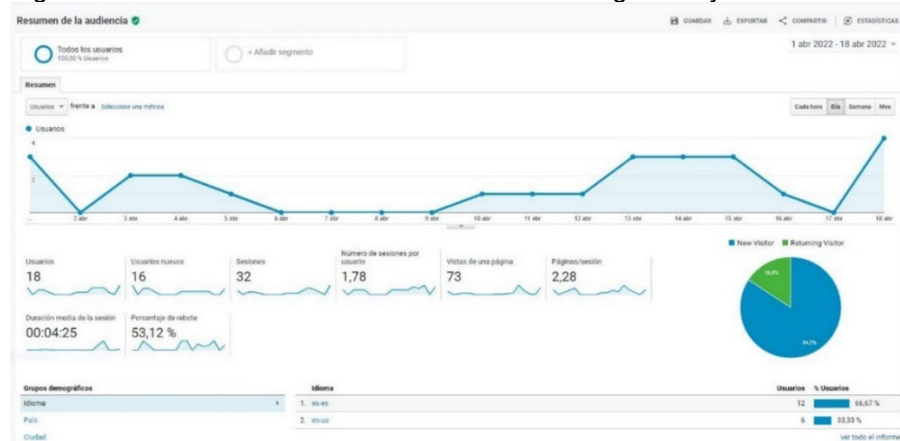 Resumen de la audiencia
GUARDAR EXPORTAR COMPARTIR ESTADÍSTICAS
Todos los usuarios
100,00 % Usuarios
+ Añadir segmento
1 abr 2022 - 18 abr 2022
Resumen
Usuarios frente a Seleccione una métrica
Cada hora Día Semana Mes
Usuarios
4
2
... 2 abr 3 abr 4 abr 5 abr 6 abr 7 abr 8 abr 9 abr 10 abr 11 abr 12 abr 13 abr 14 abr 15 abr 16 abr 17 abr 18 abr
New Visitor Returning Visitor
Usuarios
18
Usuarios nuevos
16
Sesiones
32
Número de sesiones por
usuario
1,78
Vistas de una página
73
Páginas/sesión
2,28
Duración media de la sesión
00:04:25
Porcentaje de rebote
53,12 %
Grupos demográficos
Idioma
País
Ciudad
Idioma Usuarios % Usuarios
1. es-es 12 66,67 %
2. en-us 6 33,33 %
ver todo el informe